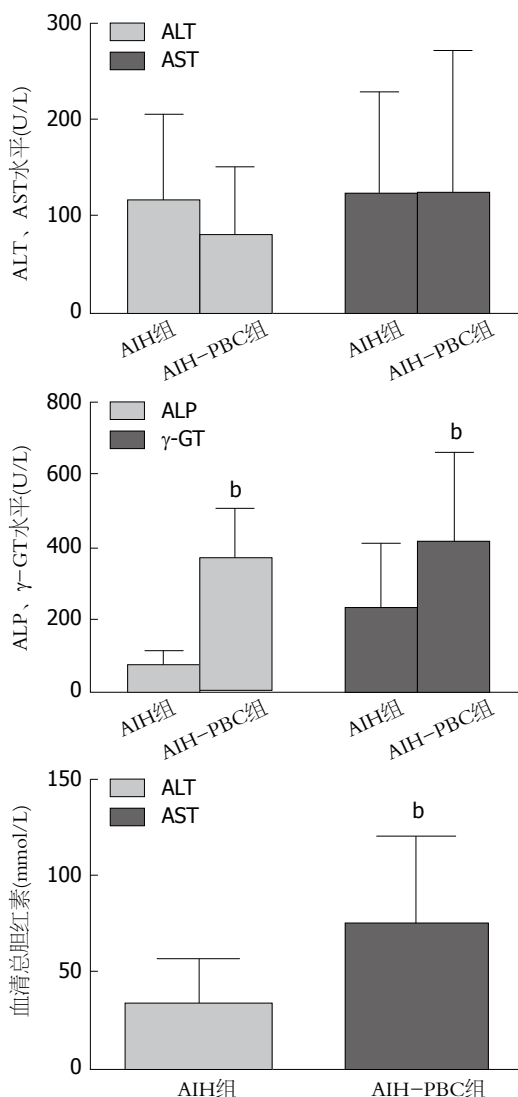 ALT、AST水平(U/L)
300
200
100
0
ALT
AST
AIH组
AIH-PBC组
AIH组
AIH-PBC组
ALP、γ-GT水平(U/L)
800
600
400
200
0
ALP
γ-GT
b
b
AIH组
AIH-PBC组
AIH组
AIH-PBC组
血清总胆红素(mmol/L)
150
100
50
0
ALT
AST
b
AIH组
AIH-PBC组